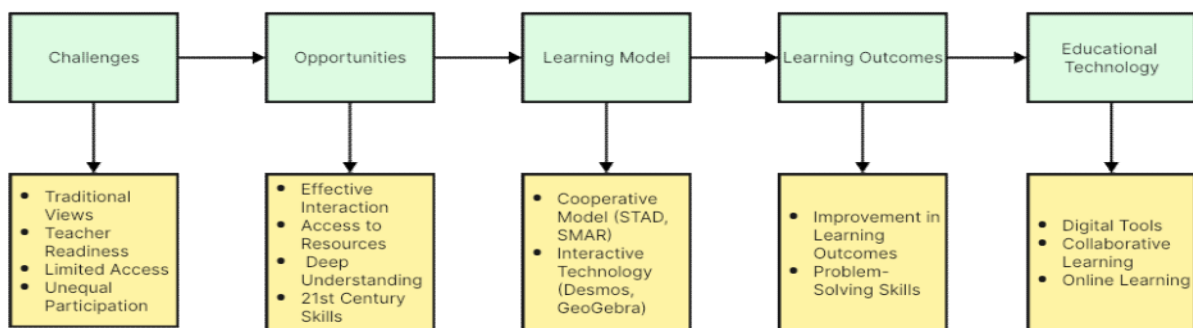 Challenges
Opportunities
Learning Model
Learning Outcomes
Educational
Technology
• Traditional
Views
• Teacher
Readiness
• Limited Access
• Unequal
Participation
• Effective
Interaction
• Access to
Resources
• Deep
Understanding
• 21st Century
Skills
• Cooperative
Model (STAD,
SMAR)
• Interactive
Technology
(Desmos,
GeoGebra)
• Improvement in
Learning
Outcomes
• Problem-
Solving Skills
• Digital Tools
• Collaborative
Learning
• Online Learning